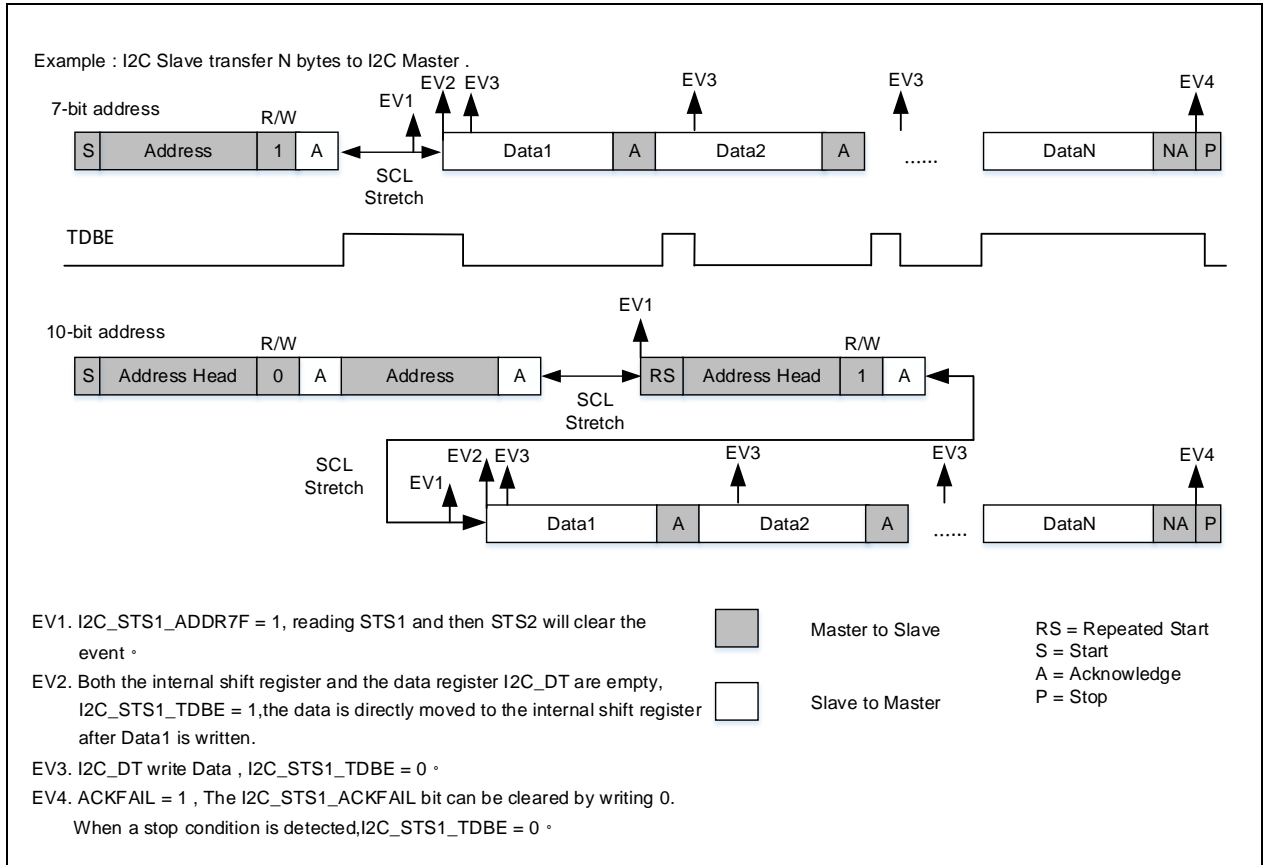 Example : I2C Slave transfer N bytes to I2C Master .
EV2 EV3 EV3 EV3 EV4
7-bit address EV1
R/W
S Address 1 A Data1 A Data2 A ...... DataN NA P
SCL
Stretch
TDBE
EV1
10-bit address
R/W R/W
S Address Head 0 A Address A RS Address Head 1 A
SCL
Stretch
SCL
Stretch
EV2 EV3 EV3 EV3 EV4
EV1
Data1 A Data2 A ...... DataN NA P
EV1. I2C_STS1_ADDR7F = 1, reading STS1 and then STS2 will clear the
event。
EV2. Both the internal shift register and the data register I2C_DT are empty,
I2C_STS1_TDBE = 1,the data is directly moved to the internal shift register
after Data1 is written.
EV3. I2C_DT write Data , I2C_STS1_TDBE = 0。
EV4. ACKFAIL = 1 , The I2C_STS1_ACKFAIL bit can be cleared by writing 0.
When a stop condition is detected,I2C_STS1_TDBE = 0。
Master to Slave
Slave to Master
RS = Repeated Start
S = Start
A = Acknowledge
P = Stop